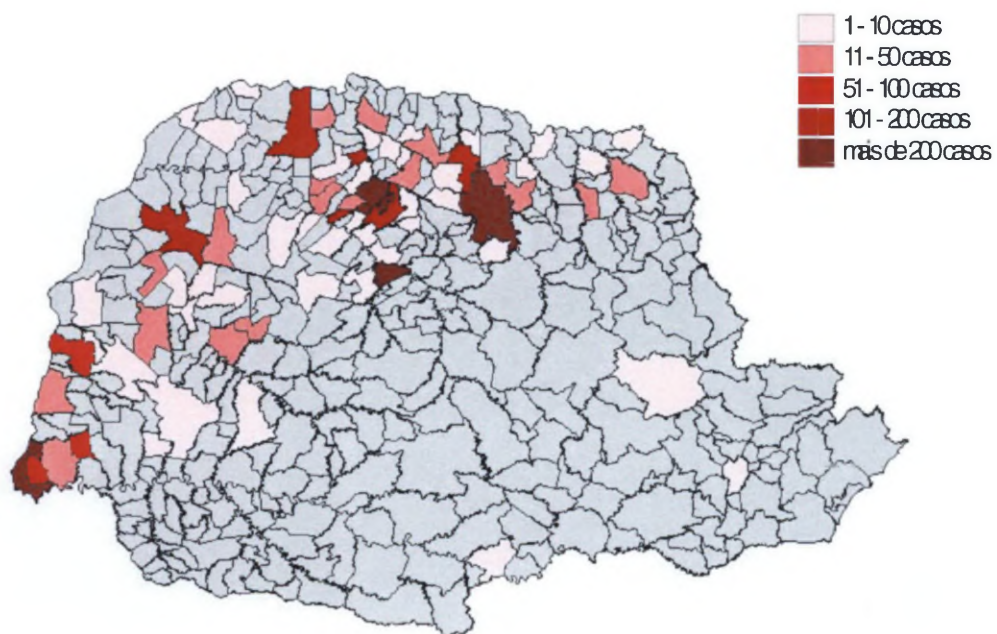 1 - 10 casos
11 - 50 casos
51 - 100 casos
101 - 200 casos
mais de 200 casos